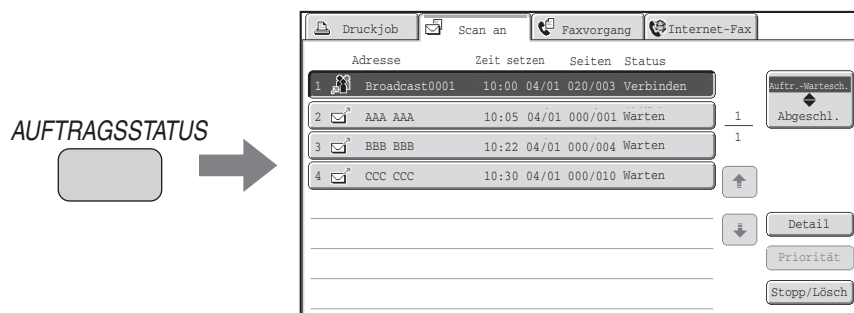 AUFTRAGSSTATUS
Druckjob Scan an Faxvorgang Internet-Fax
Adresse Zeit setzen Seiten Status
1 Broadcast0001 10:00 04/01 020/003 Verbinden
2 AAA AAA 10:05 04/01 000/001 Warten
3 BBB BBB 10:22 04/01 000/004 Warten
4 CCC CCC 10:30 04/01 000/010 Warten
1
1
Auftr.-Wartesch.
Abgeschl.
Detail
Priorität
Stopp/Lösch